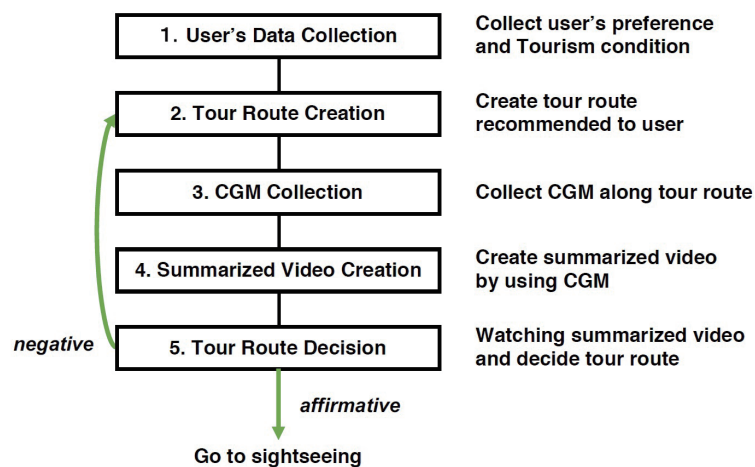 1. User's Data Collection
Collect user's preference
and Tourism condition
2. Tour Route Creation
Create tour route
recommended to user
3. CGM Collection
Collect CGM along tour route
4. Summarized Video Creation
Create summarized video
by using CGM
5. Tour Route Decision
Watching summarized video
and decide tour route
negative
affirmative
Go to sightseeing